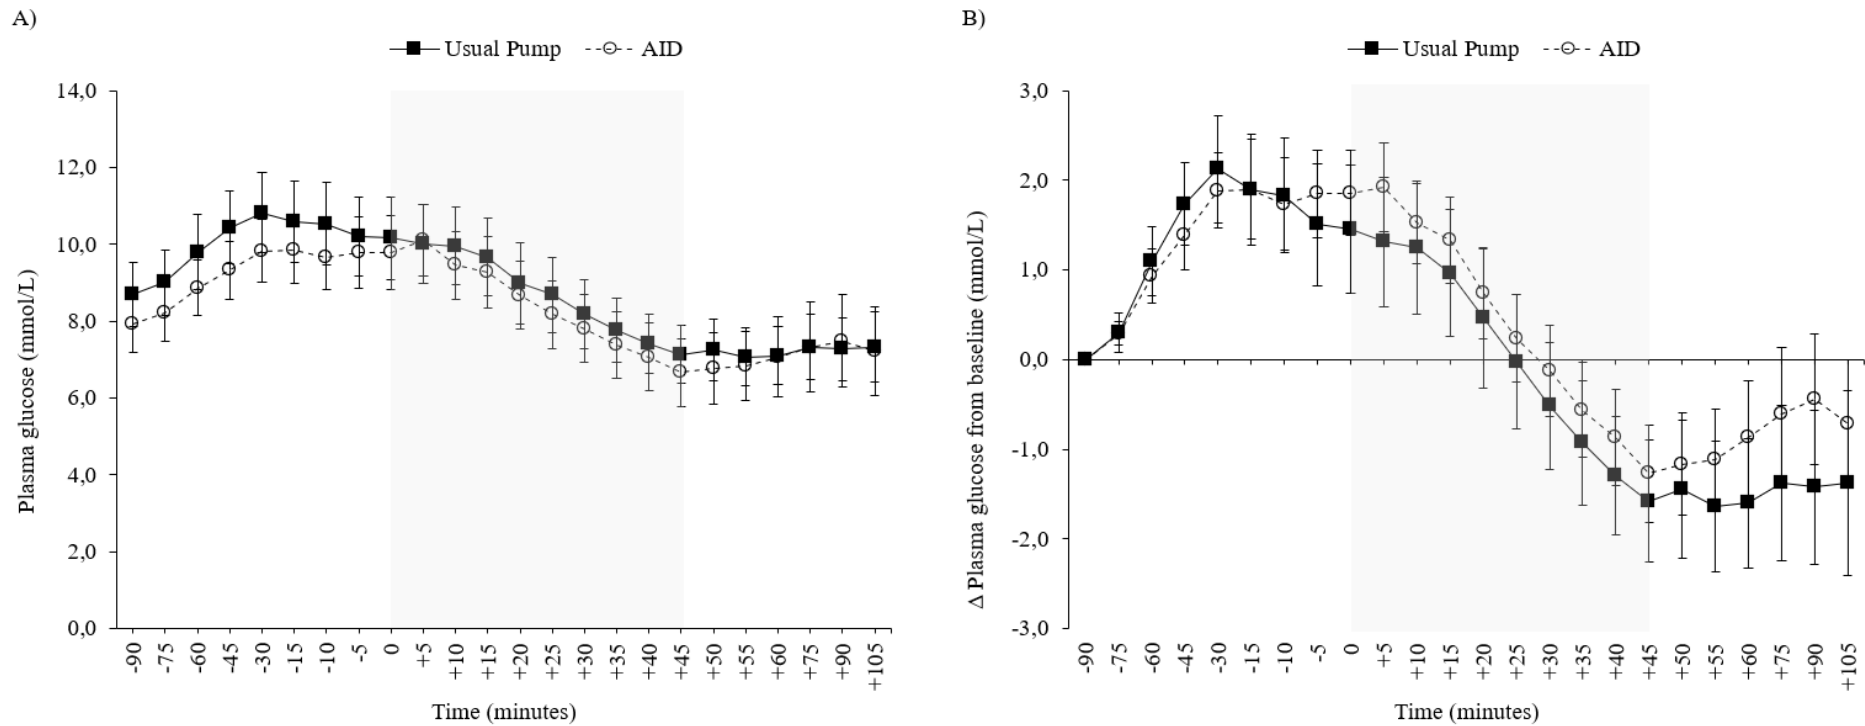 A)
Usual Pump AID
Plasma glucose (mmol/L)
14,0
12,0
10,0
8,0
6,0
4,0
2,0
0,0
-90 -75 -60 -45 -30 -15 -10 -5 0 +5 +10 +15 +20 +25 +30 +35 +40 +45 +50 +55 +60 +75 +90 +105
Time (minutes)
B)
Usual Pump AID
Δ Plasma glucose from baseline (mmol/L)
3,0
2,0
1,0
0,0
-1,0
-2,0
-3,0
-90 -75 -60 -45 -30 -15 -10 -5 0 +5 +10 +15 +20 +25 +30 +35 +40 +45 +50 +55 +60 +75 +90 +105
Time (minutes)